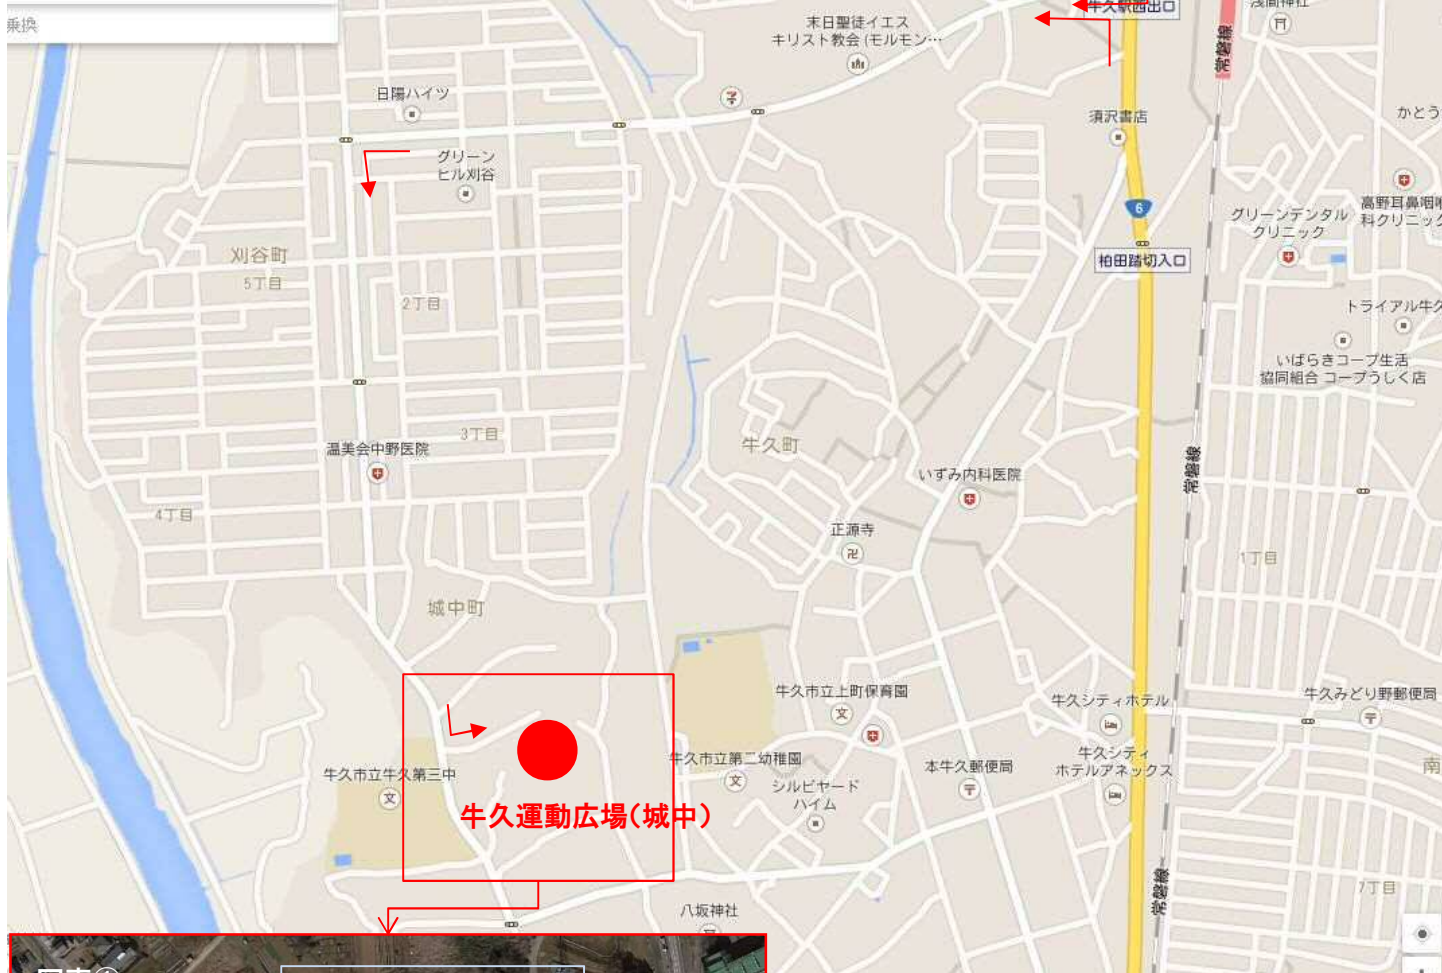 乗換
末日聖徒イエス
キリスト教会 (モルモン…
牛久駅西出口
浅間神社
常磐線
日陽ハイツ
須沢書店
かとう
グリーン
ヒル刈谷
6
高野耳鼻咽喉
科クリニック
グリーンデンタル
クリニック
刈谷町
5丁目
柏田踏切入口
2丁目
トライアル牛久
いばらきコープ生活
協同組合 コープうしく店
3丁目
温美会中野医院
牛久町
常磐線
いずみ内科医院
4丁目
正源寺
1丁目
城中町
牛久市立上町保育園
牛久シティホテル
牛久みどり野郵便局
牛久市立第二幼稚園
牛久シティ
ホテルアネックス
牛久市立牛久第三中
本牛久郵便局
南
シルビヤード
ハイム
牛久運動広場(城中)
常磐線
7丁目
八坂神社